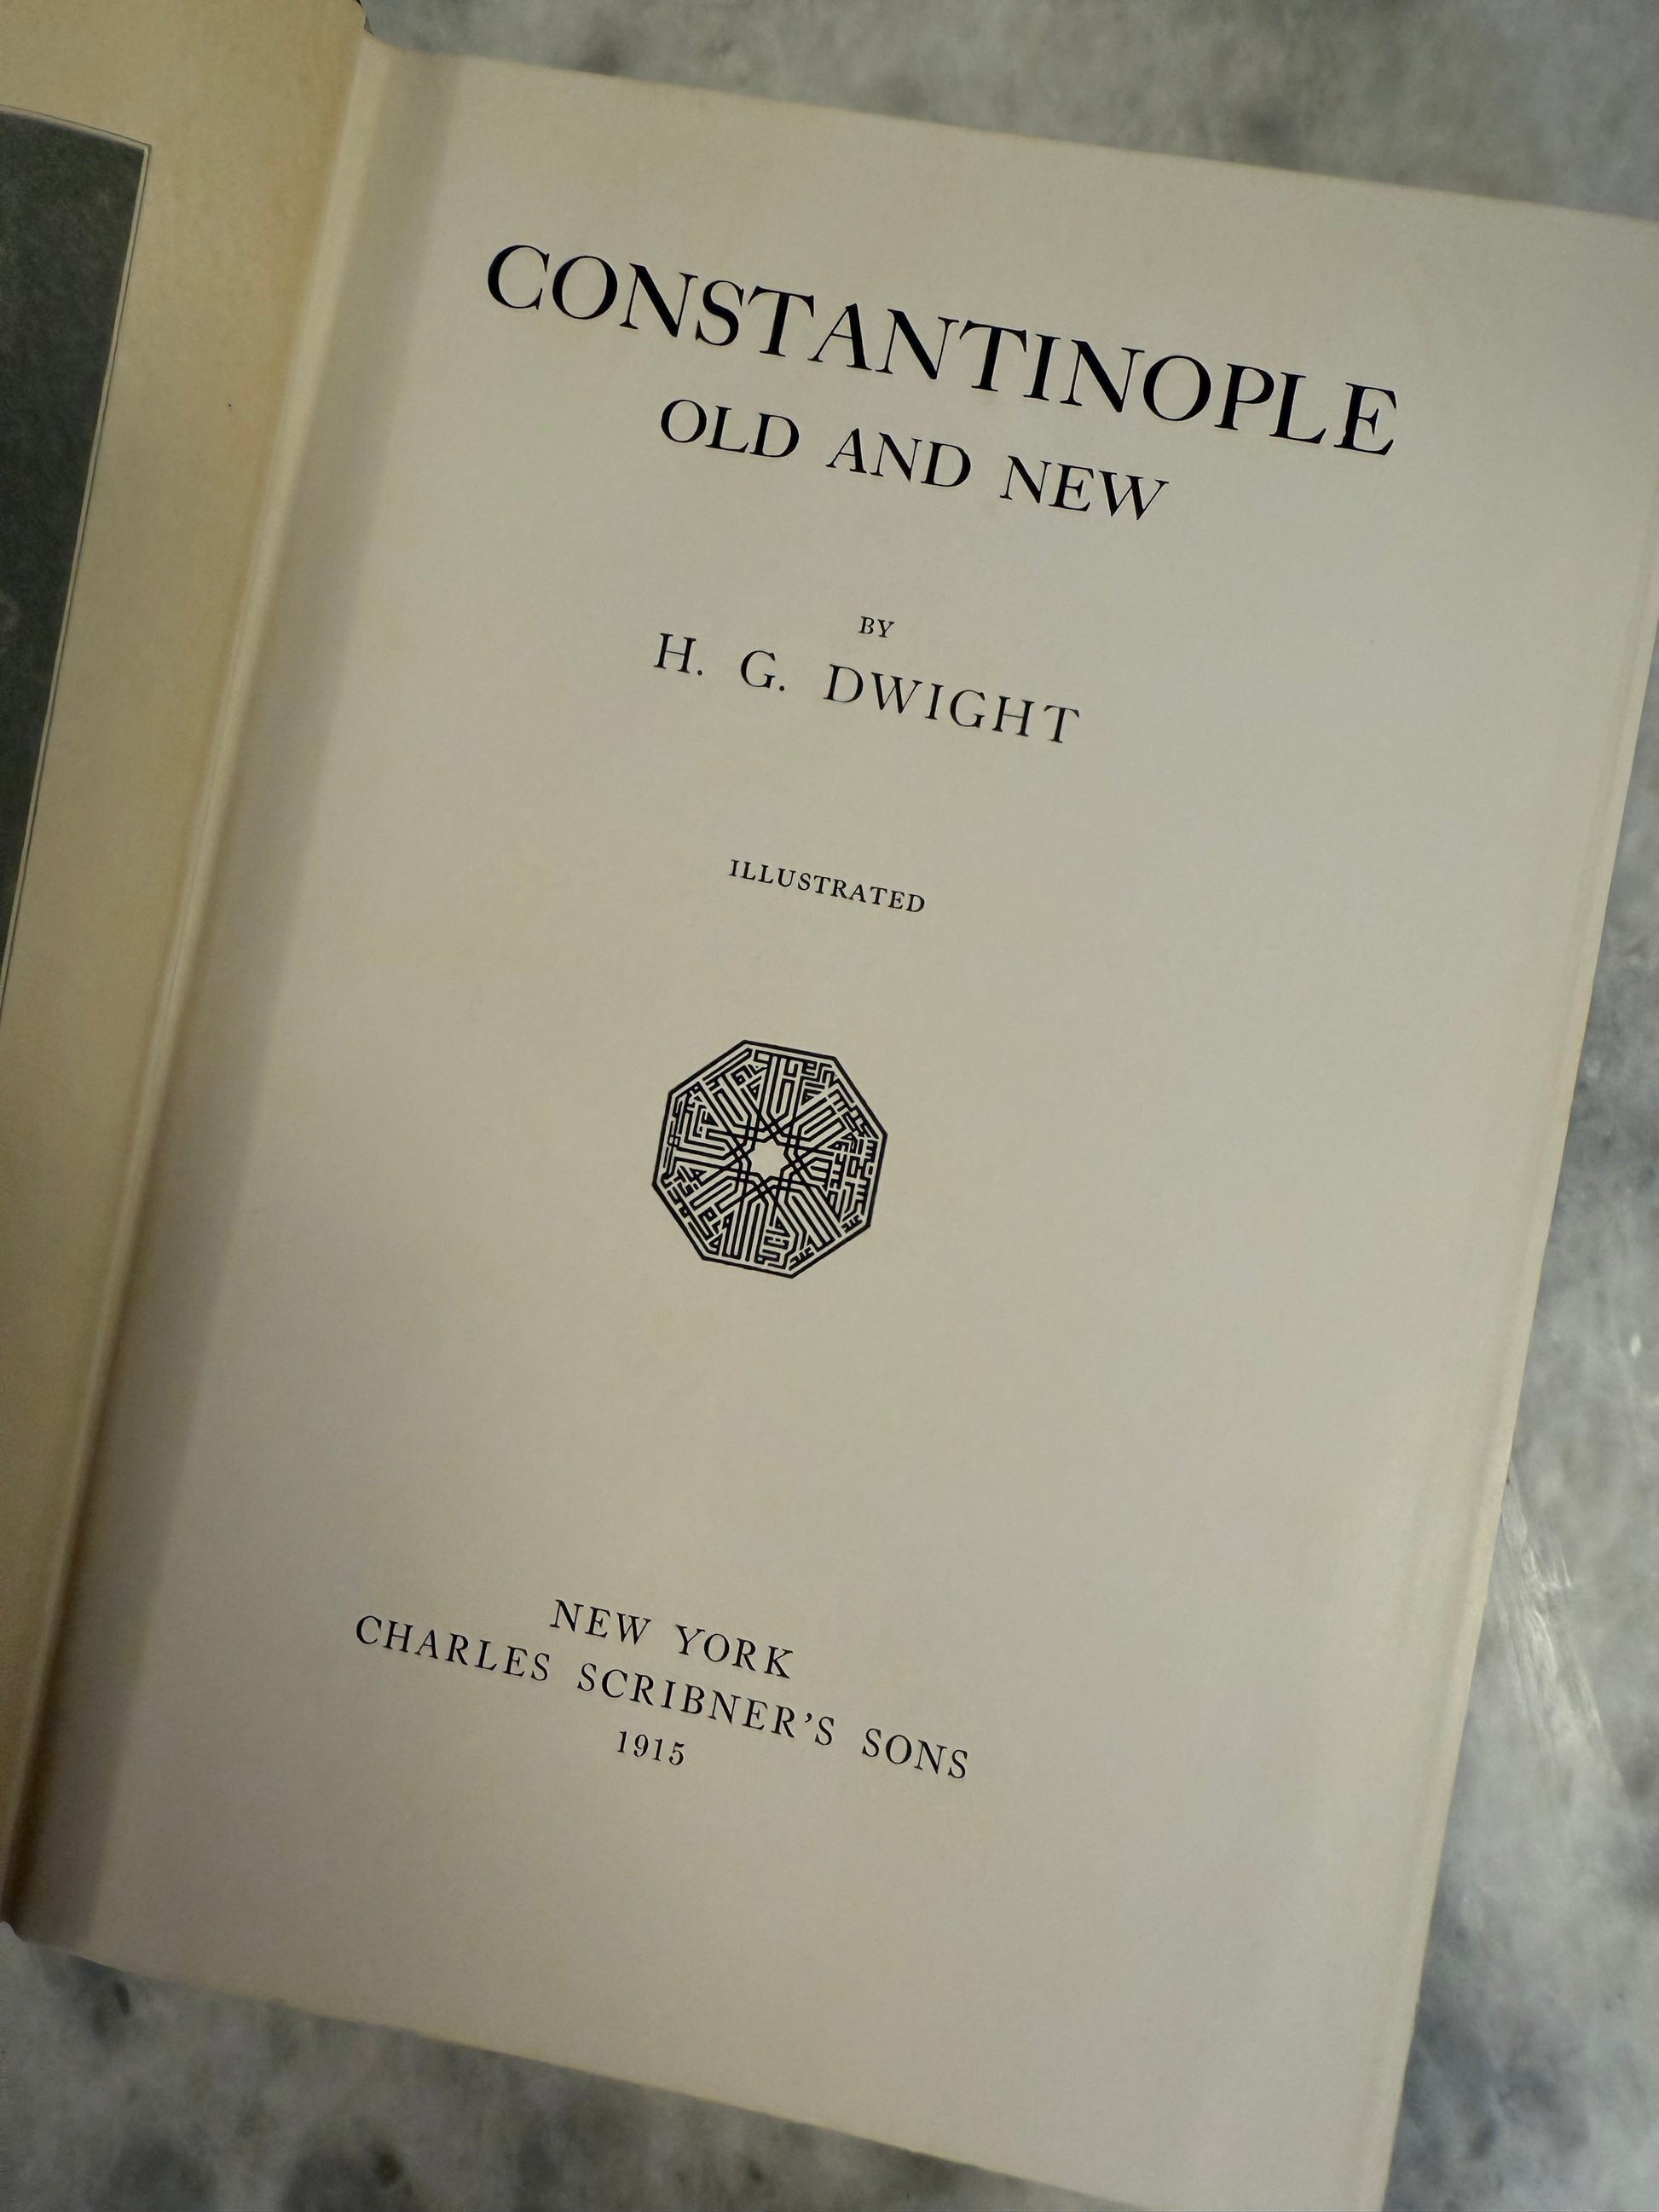 CONSTANTINOPLE
OLD AND NEW
BY
H. G. DWIGHT
ILLUSTRATED
NEW YORK
CHARLES SCRIBNER'S SONS
1915